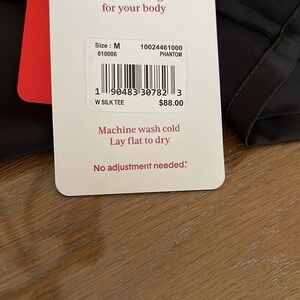 for your body
Size : M 10024461000
010006 PHANTOM
1 90483 30782 3
W SILK TEE $88.00
Machine wash cold
Lay flat to dry
No adjustment needed.*